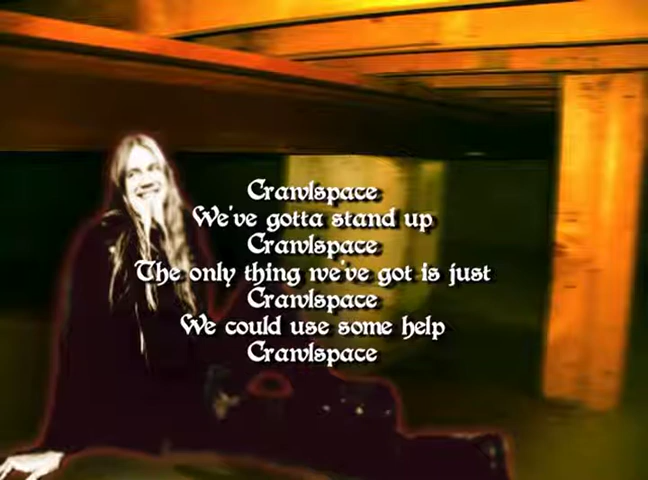 Crawlspace
We've gotta stand up
Crawlspace
The only thing we've got is just
Crawlspace
We could use some help
Crawlspace